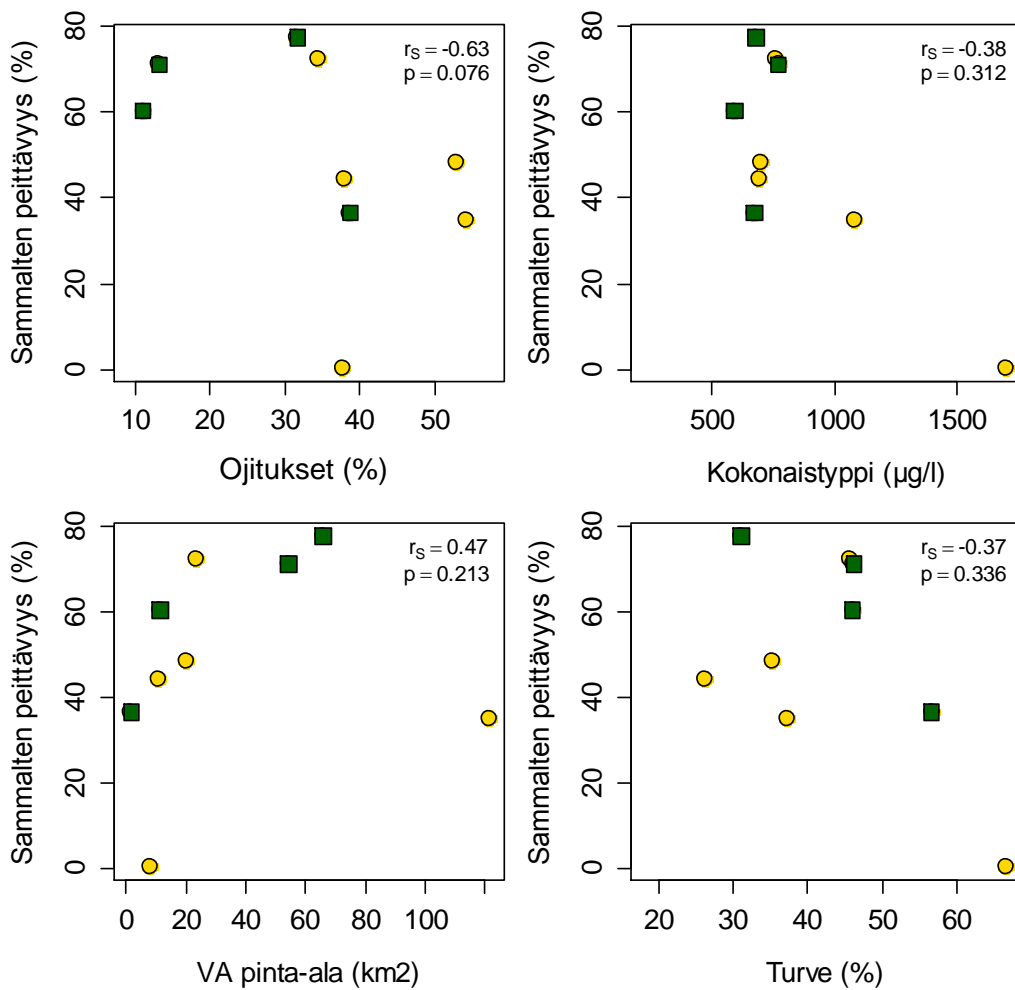 Sammalten peittävyys (%)
0 20 40 60 80
rS = -0.63
p = 0.076
10 20 30 40 50
Ojitukset (%)
Sammalten peittävyys (%)
0 20 40 60 80
rS = -0.38
p = 0.312
500 1000 1500
Kokonaistyppi (µg/l)
Sammalten peittävyys (%)
0 20 40 60 80
rS = 0.47
p = 0.213
0 20 40 60 80 100
VA pinta-ala (km2)
Sammalten peittävyys (%)
0 20 40 60 80
rS = -0.37
p = 0.336
20 30 40 50 60
Turve (%)